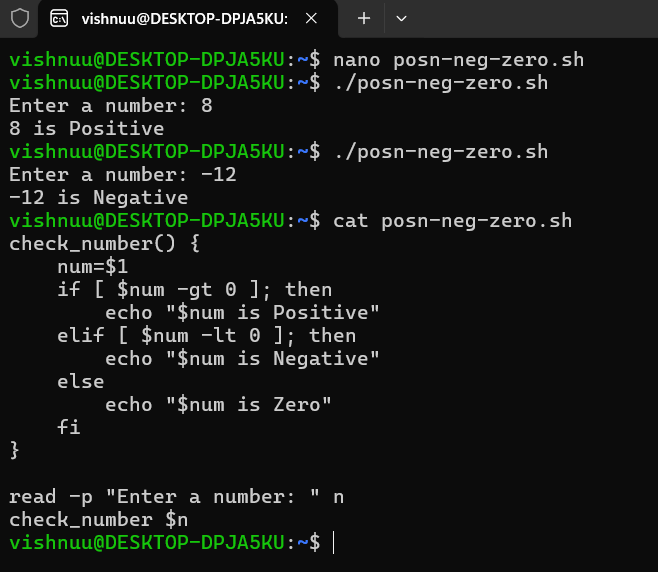 vishnuu@DESKTOP-DPJA5KU:
vishnuu@DESKTOP-DPJA5KU:~$ nano posn-neg-zero.sh
vishnuu@DESKTOP-DPJA5KU:~$ ./posn-neg-zero.sh
Enter a number: 8
8 is Positive
vishnuu@DESKTOP-DPJA5KU:~$ ./posn-neg-zero.sh
Enter a number: -12
-12 is Negative
vishnuu@DESKTOP-DPJA5KU:~$ cat posn-neg-zero.sh
check_number() {
    num=$1
    if [ $num -gt 0 ]; then
        echo "$num is Positive"
    elif [ $num -lt 0 ]; then
        echo "$num is Negative"
    else
        echo "$num is Zero"
    fi
}

read -p "Enter a number: " n
check_number $n
vishnuu@DESKTOP-DPJA5KU:~$